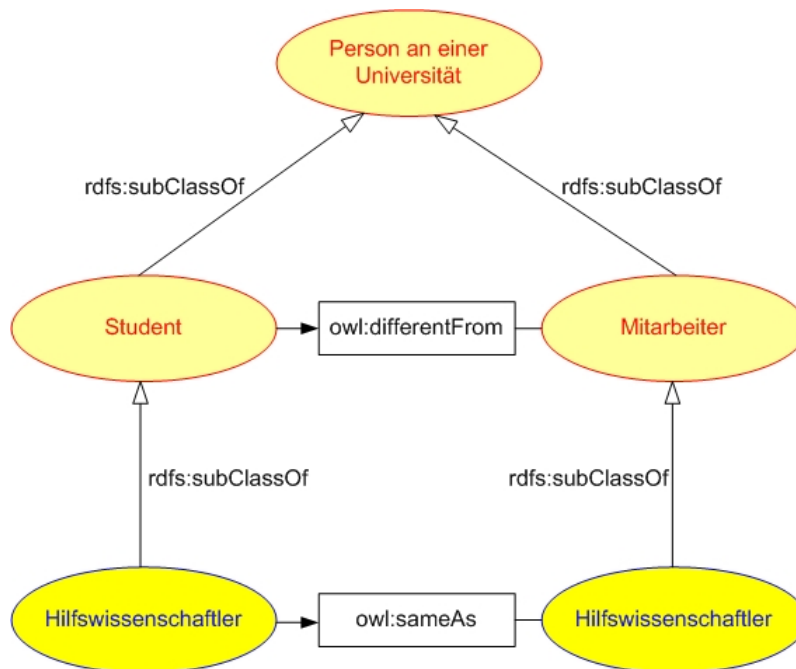 Person an einer
Universität
rdfs:subClassOf
rdfs:subClassOf
Student
owl:differentFrom
Mitarbeiter
rdfs:subClassOf
rdfs:subClassOf
Hilfswissenschaftler
owl:sameAs
Hilfswissenschaftler